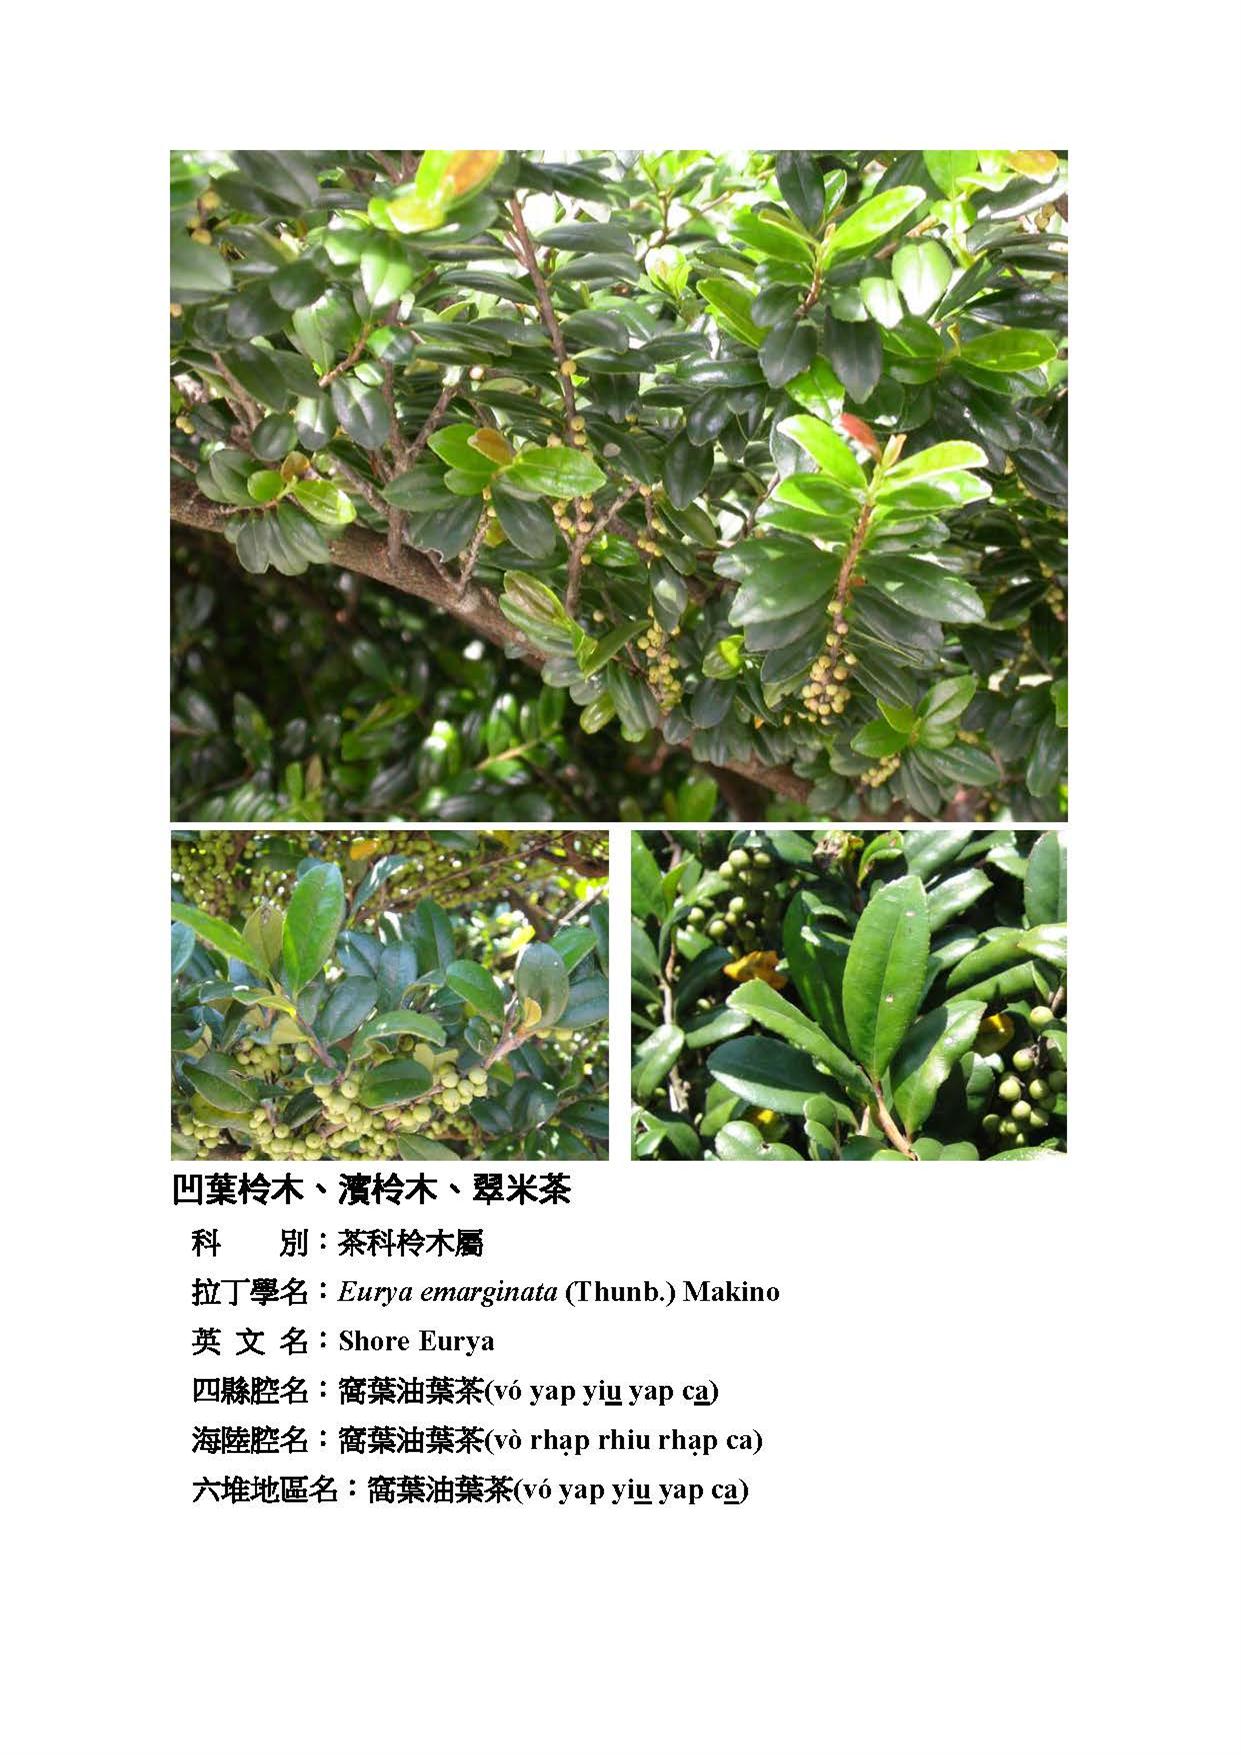 凹葉柃木、濱柃木、翠米茶
科　　別：茶科柃木屬
拉丁學名：Eurya emarginata (Thunb.) Makino
英 文 名：Shore Eurya
四縣腔名：窩葉油葉茶(vó yap yiu yap ca)
海陸腔名：窩葉油葉茶(vò rhap rhiu rhap ca)
六堆地區名：窩葉油葉茶(vó yap yiu yap ca)